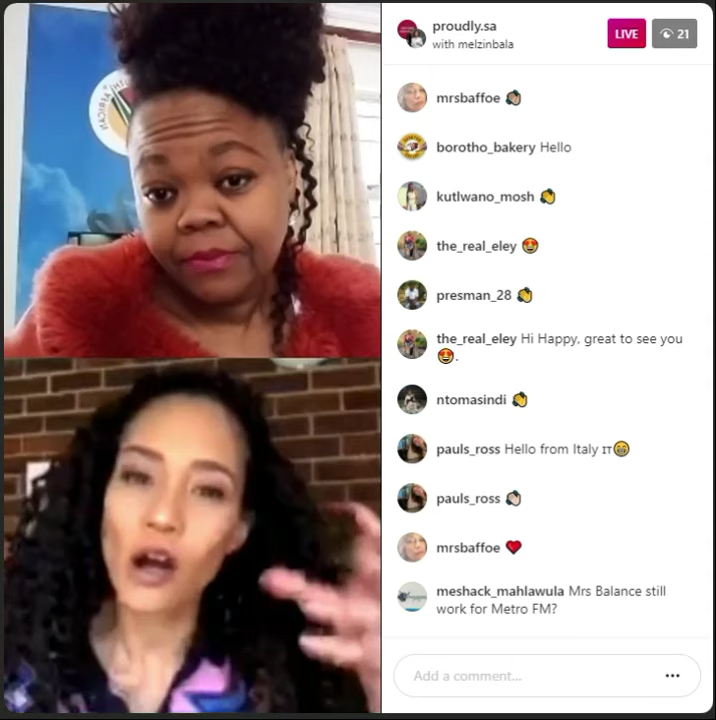 proudly.sa
with melzinbala
LIVE
21
mrsbaffoe 👏🏽
borotho_bakery Hello
kutlwano_mosh 👏
the_real_eley 😍
presman_28 👏
the_real_eley Hi Happy, great to see you
😍.
ntomasindi 👏
pauls_ross Hello from Italy IT😁
pauls_ross 👏🏻
mrsbaffoe ❤️
meshack_mahlawula Mrs Balance still
work for Metro FM?
Add a comment...